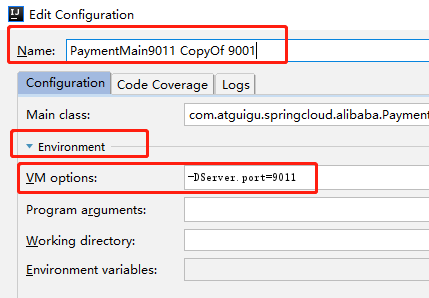 IJ Edit Configuration
Name: PaymentMain9011 CopyOf 9001
Configuration Code Coverage Logs
Main class: com.atguigu.springcloud.alibaba.Payment
Environment
VM options: -DServer.port=9011
Program arguments:
Working directory:
Environment variables: